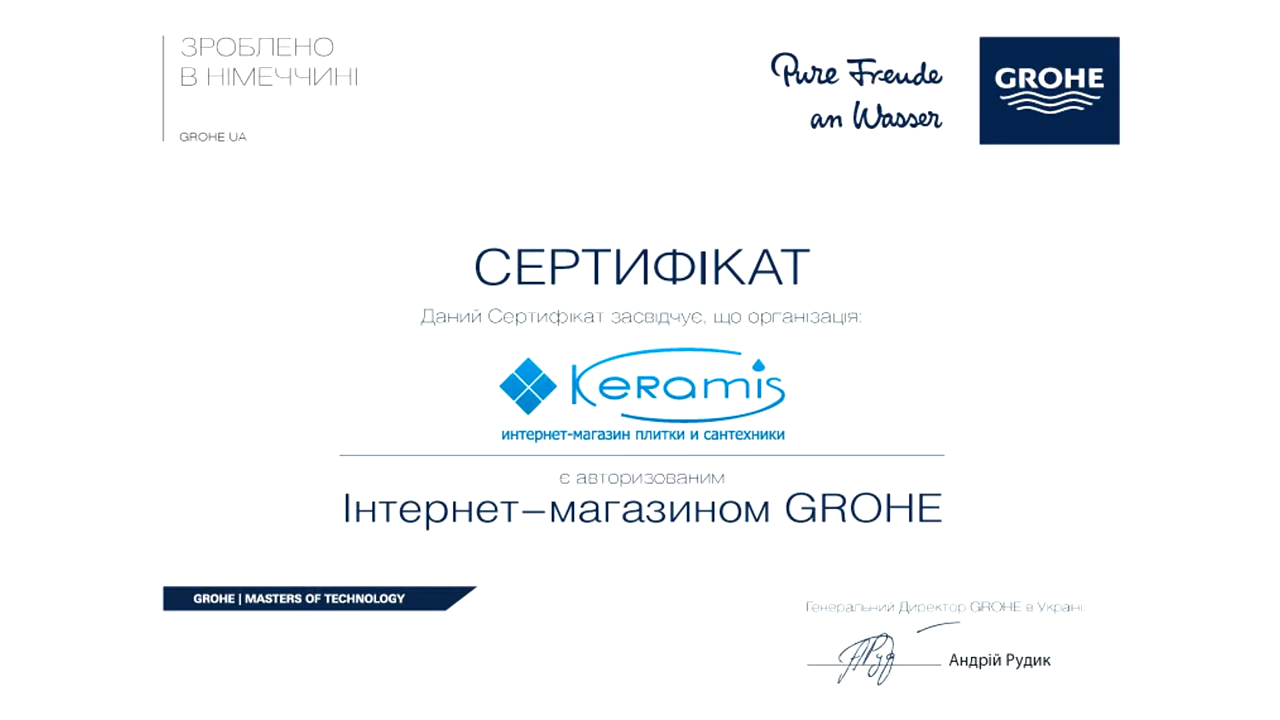 ЗРОБЛЕНО
В НІМЕЧЧИНІ
GROHE.UA
Pure Freude
an Wasser
GROHE
СЕРТИФІКАТ
Даний Сертифікат засвідчує, що організація:
Keramis
интернет-магазин плитки и сантехники
є авторизованим
Інтернет–магазином GROHE
GROHE | MASTERS OF TECHNOLOGY
Генеральний Директор GROHE в Україні
Андрій Рудик